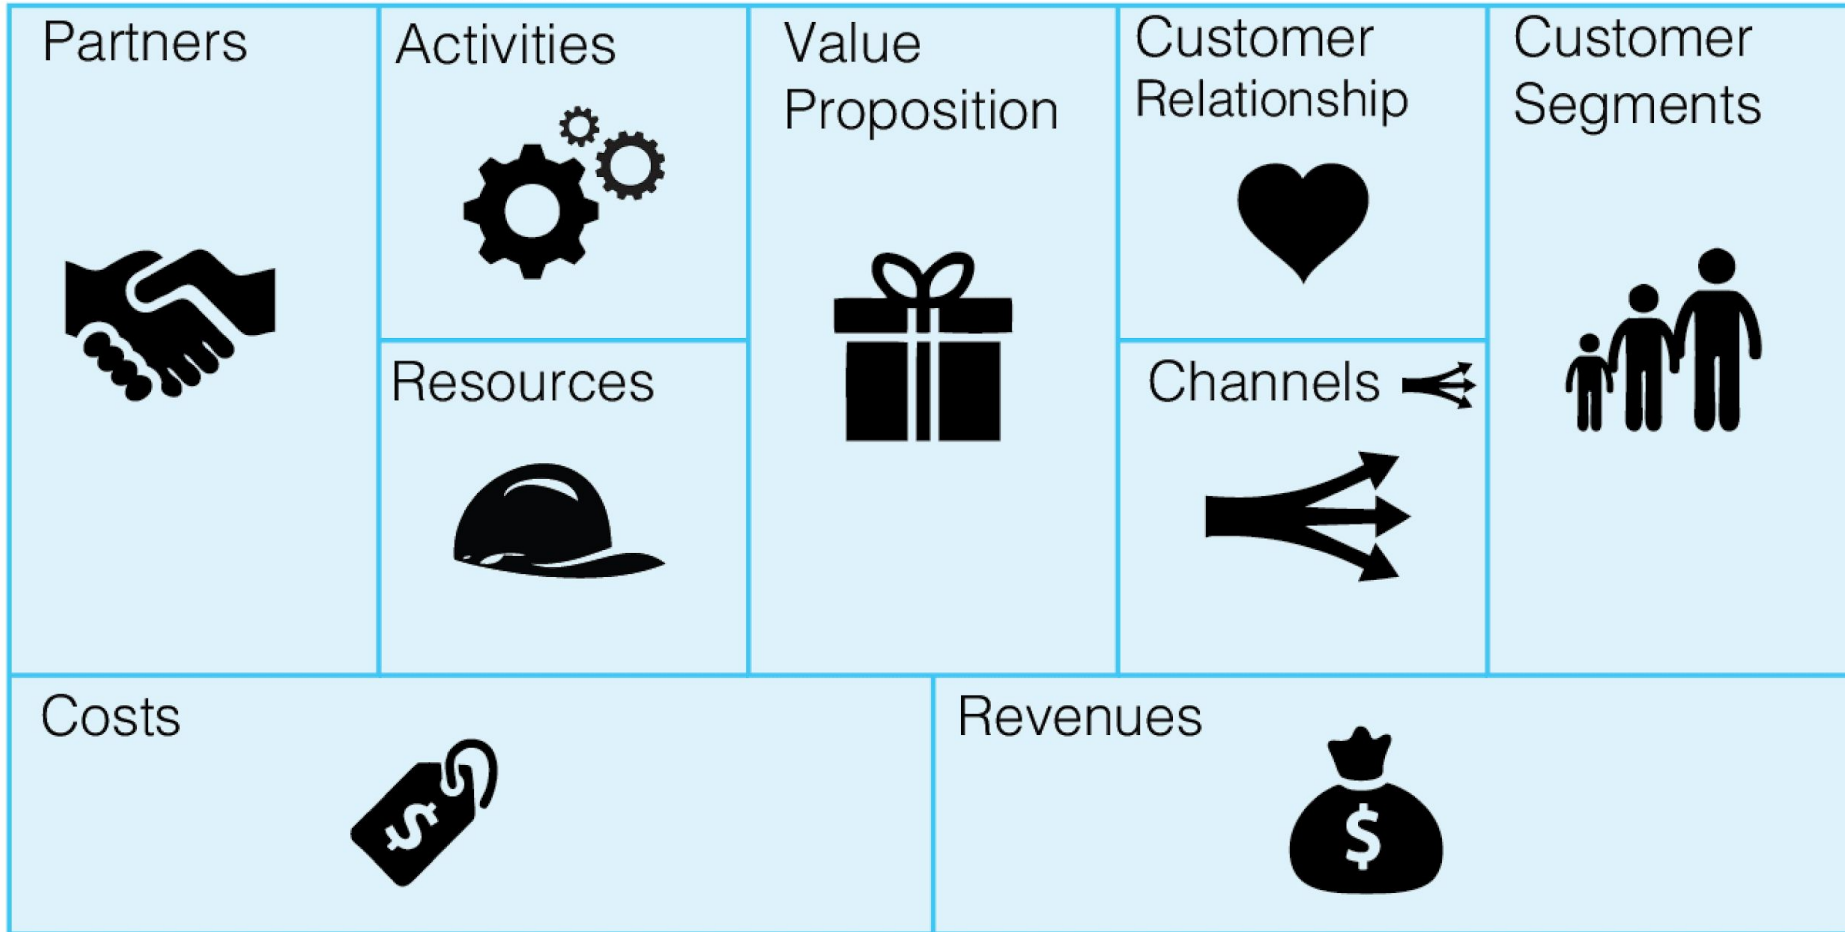 Partners
Activities
Value
Proposition
Customer
Relationship
Customer
Segments
Resources
Channels
Costs
$
Revenues
$